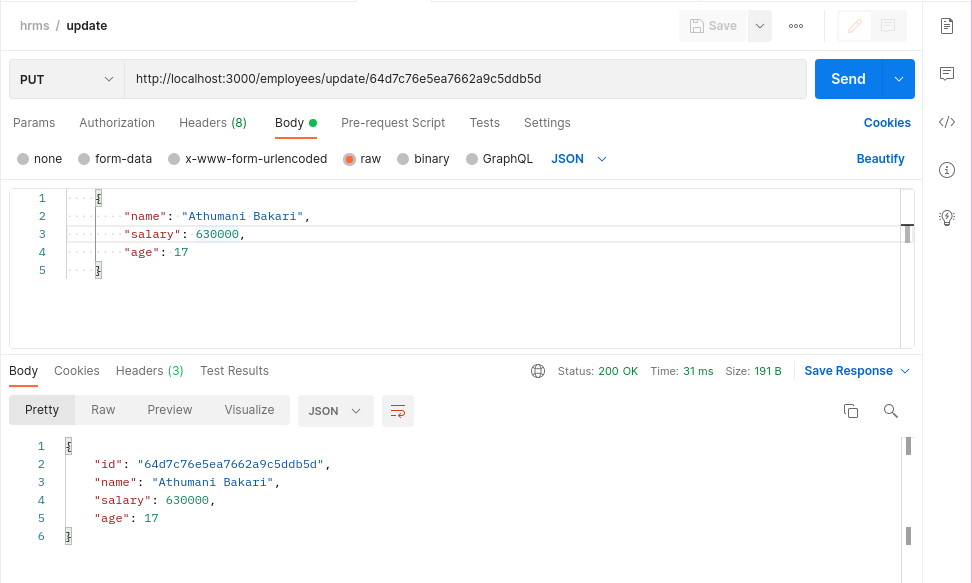 hrms / update
Save
PUT http://localhost:3000/employees/update/64d7c76e5ea7662a9c5ddb5d Send
Params Authorization Headers (8) Body Pre-request Script Tests Settings Cookies
none form-data x-www-form-urlencoded raw binary GraphQL JSON Beautify
1 {
2 "name": "Athumani Bakari",
3 "salary": 630000,
4 "age": 17
5 }
Body Cookies Headers (3) Test Results Status: 200 OK Time: 31 ms Size: 191 B Save Response
Pretty Raw Preview Visualize JSON
1 {
2 "id": "64d7c76e5ea7662a9c5ddb5d",
3 "name": "Athumani Bakari",
4 "salary": 630000,
5 "age": 17
6 }